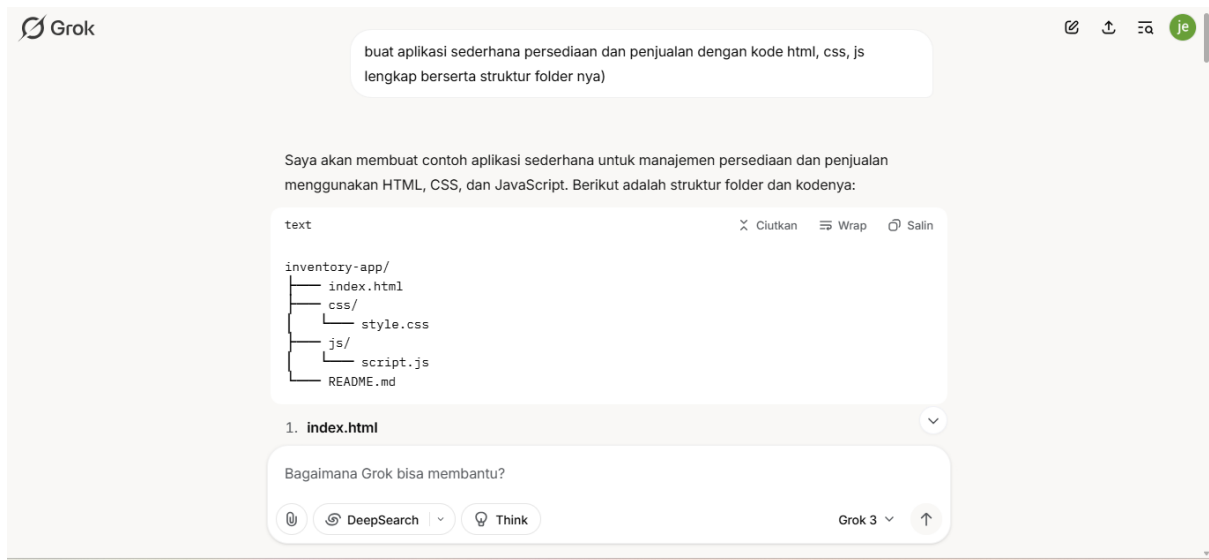 Grok
je
buat aplikasi sederhana persediaan dan penjualan dengan kode html, css, js
lengkap berserta struktur folder nya)
Saya akan membuat contoh aplikasi sederhana untuk manajemen persediaan dan penjualan
menggunakan HTML, CSS, dan JavaScript. Berikut adalah struktur folder dan kodenya:
text Ciutkan Wrap Salin
inventory-app/
├── index.html
├── css/
│   └── style.css
├── js/
│   └── script.js
└── README.md
1. index.html
Bagaimana Grok bisa membantu?
DeepSearch Think Grok 3